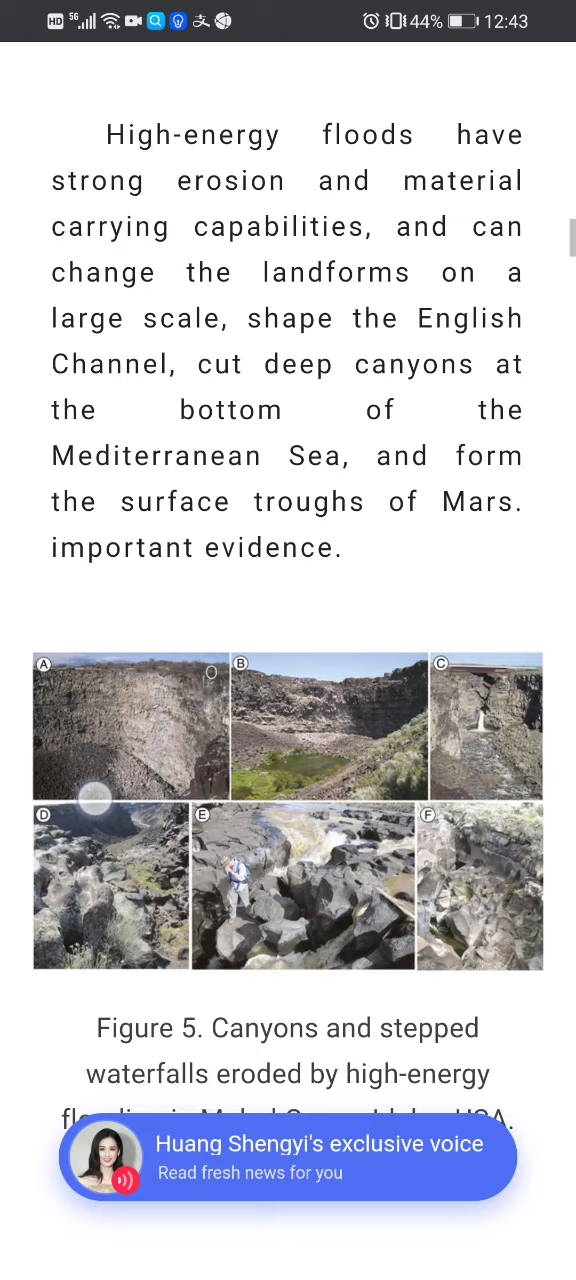 HD 5G 44% 12:43
High-energy floods have
strong erosion and material
carrying capabilities, and can
change the landforms on a
large scale, shape the English
Channel, cut deep canyons at
the bottom of the
Mediterranean Sea, and form
the surface troughs of Mars.
important evidence.
A B C
D E F
Figure 5. Canyons and stepped
waterfalls eroded by high-energy
Huang Shengyi's exclusive voice
Read fresh news for you